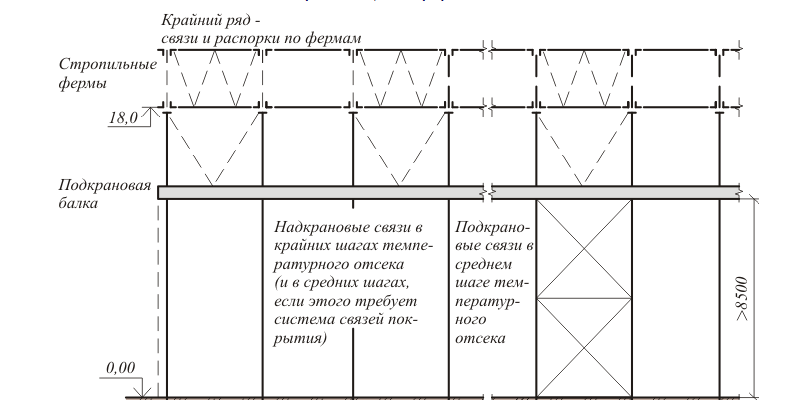 Крайний ряд -
связи и распорки по фермам
Стропильные
фермы
18,0
Подкрановая
балка
Надкрановые связи в
крайних шагах темпе-
ратурного отсека
(и в средних шагах,
если этого требует
система связей пок-
рытия)
Подкрано-
вые связи в
среднем
шаге тем-
ператур-
ного
отсека
>8500
0,00